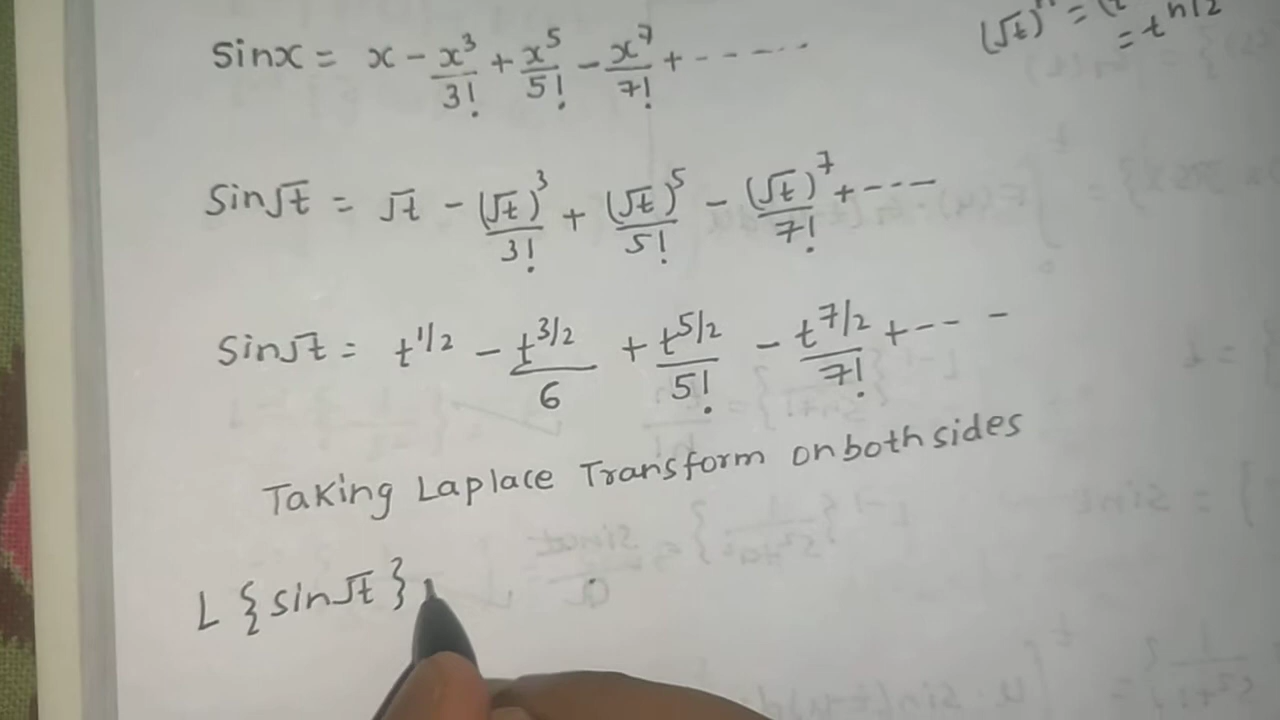 Sinx = x - x³/3! + x⁵/5! - x⁷/7! + ------
(√t)ⁿ =
= t^n/2
Sin√t = √t - (√t)³/3! + (√t)⁵/5! - (√t)⁷/7! + ---
Sin√t = t^1/2 - t^3/2/6 + t^5/2/5! - t^7/2/7! + --- -
Taking Laplace Transform on both sides
L {sin√t}